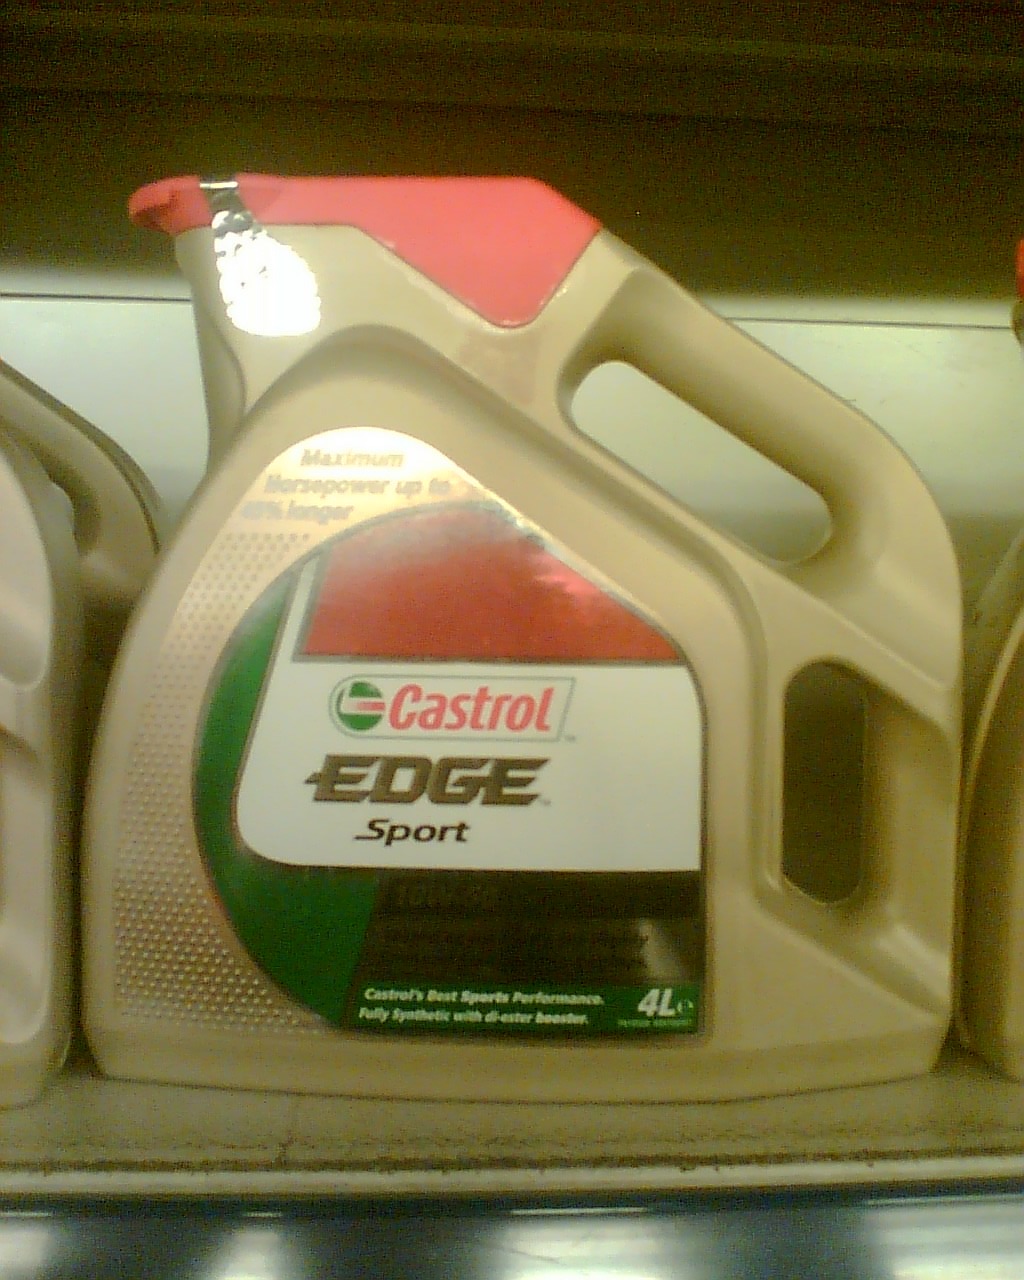 Maximum
Horsepower up to
40% longer
Castrol
EDGE
Sport
Castrol's Best Sports Performance.
Fully Synthetic with di-ester booster.
4L e